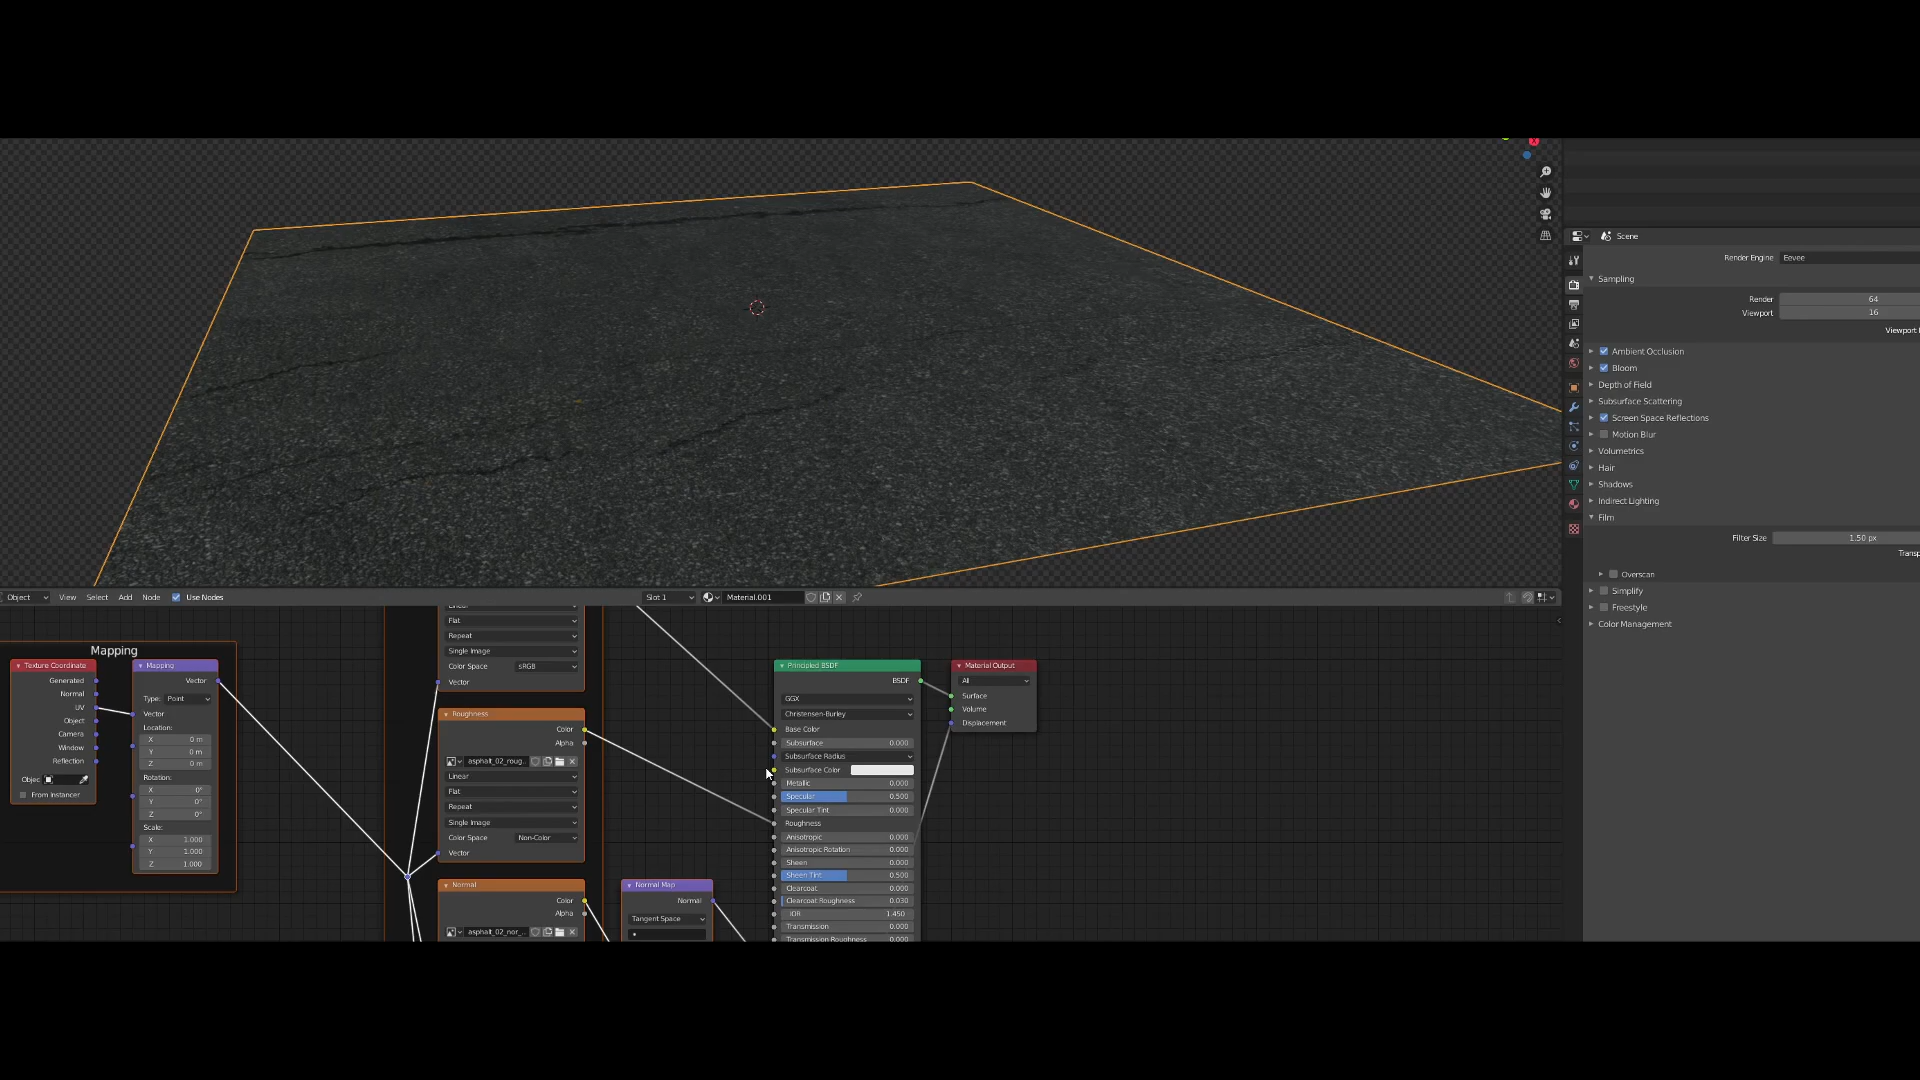 X
Scene
Render Engine Eevee
Sampling
Render 64
Viewport 16
Viewport
Ambient Occlusion
Bloom
Depth of Field
Subsurface Scattering
Screen Space Reflections
Motion Blur
Volumetrics
Hair
Shadows
Indirect Lighting
Film
Filter Size 1.50 px
Transp
Overscan
Simplify
Freestyle
Color Management
Object View Select Add Node Use Nodes Slot 1 Material.001
Mapping
Texture Coordinate
Generated
Normal
UV
Object
Camera
Window
Reflection
Objec
From Instancer
Mapping
Vector
Type: Point
Vector
Location:
X 0 m
Y 0 m
Z 0 m
Rotation:
X 0°
Y 0°
Z 0°
Scale:
X 1.000
Y 1.000
Z 1.000
Linear
Flat
Repeat
Single Image
Color Space sRGB
Vector
Roughness
Color
Alpha
asphalt_02_roug..
Linear
Flat
Repeat
Single Image
Color Space Non-Color
Vector
Normal
Color
Alpha
asphalt_02_nor_...
Normal Map
Normal
Tangent Space
Principled BSDF
BSDF
GGX
Christensen-Burley
Base Color
Subsurface 0.000
Subsurface Radius
Subsurface Color
Metallic 0.000
Specular 0.500
Specular Tint 0.000
Roughness
Anisotropic 0.000
Anisotropic Rotation 0.000
Sheen 0.000
Sheen Tint 0.500
Clearcoat 0.000
Clearcoat Roughness 0.030
IOR 1.450
Transmission 0.000
Transmission Roughness 0.000
Material Output
All
Surface
Volume
Displacement